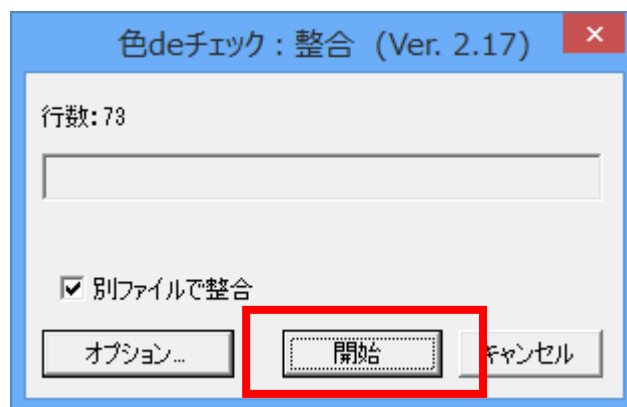 色deチェック：整合 (Ver. 2.17)
行数: 73
別ファイルで整合
オプション... 開始 キャンセル